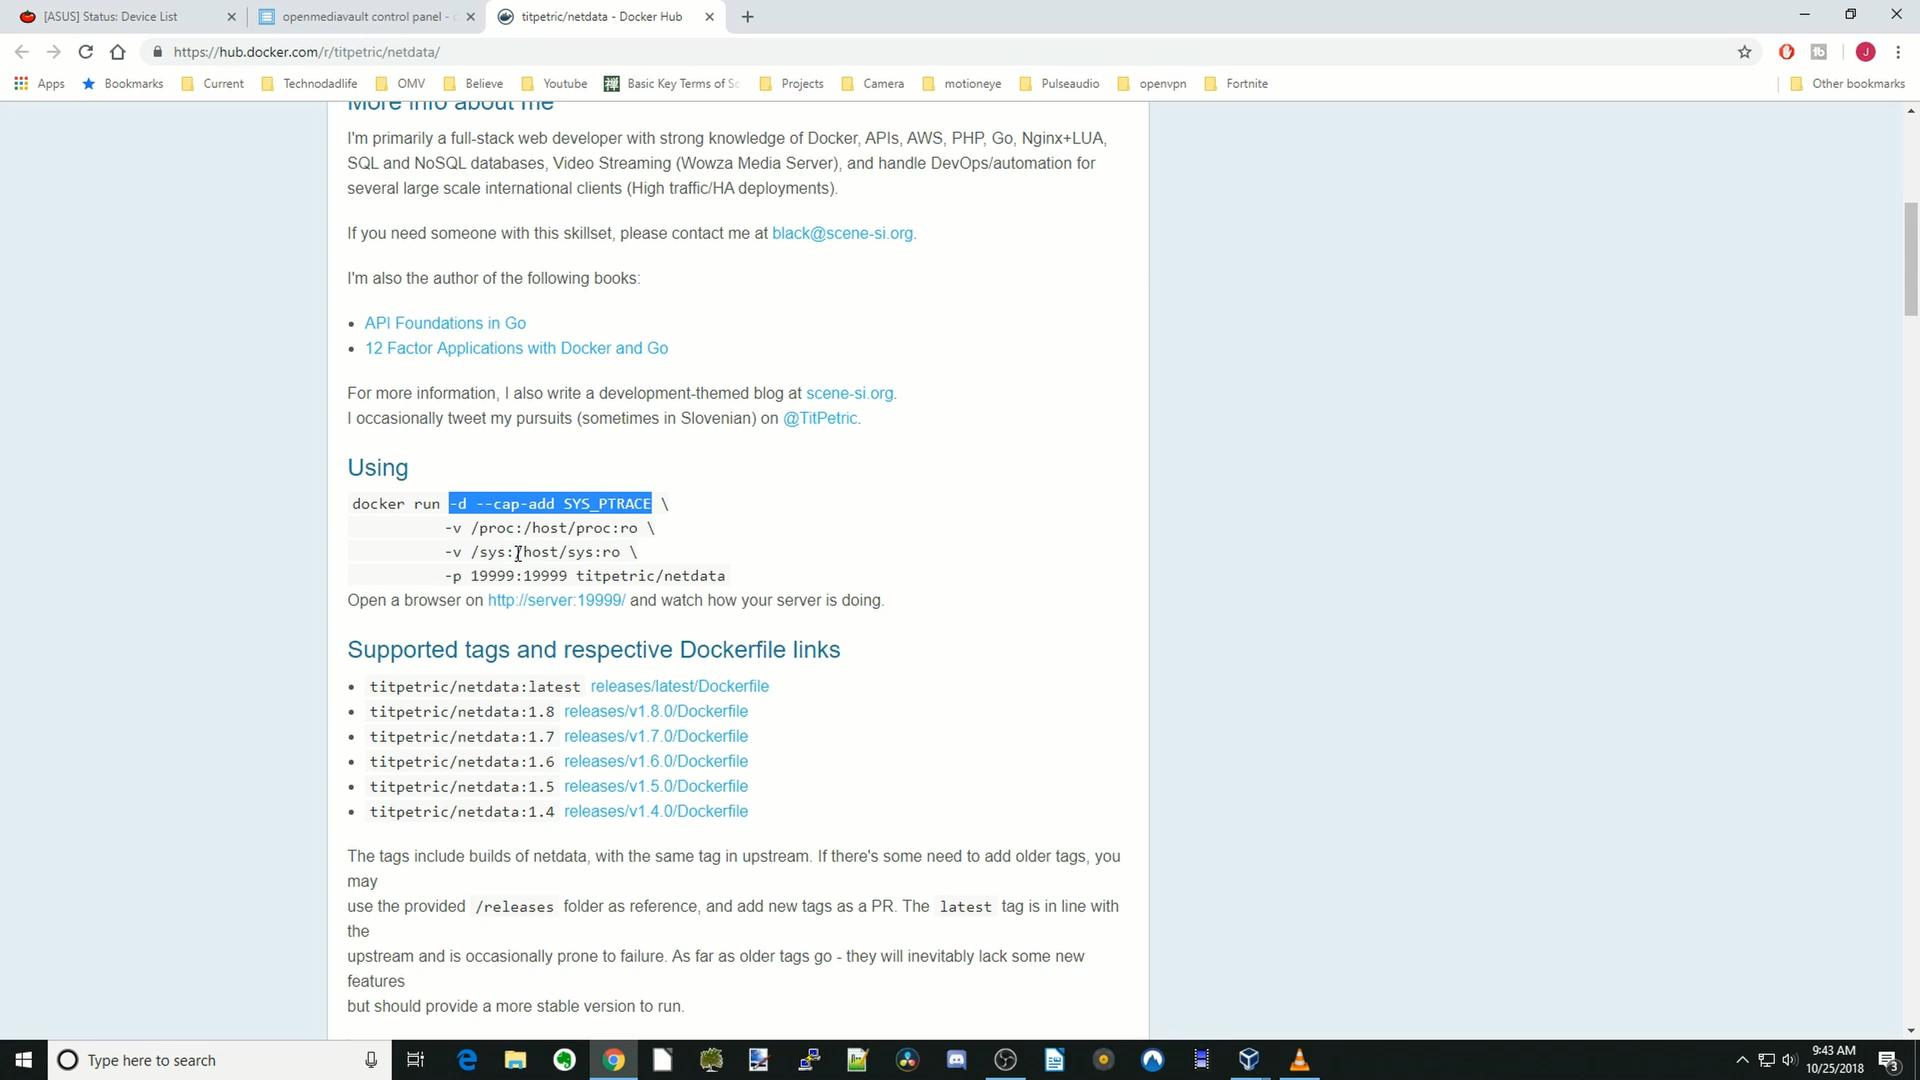 [ASUS] Status: Device List
openmediavault control panel -
titpetric/netdata - Docker Hub
https://hub.docker.com/r/titpetric/netdata/
J
Apps
Bookmarks
Current
Technodadlife
OMV
Believe
Youtube
Basic Key Terms of
Projects
Camera
motioneye
Pulseaudio
openvpn
Fortnite
Other bookmarks
More info about me
I'm primarily a full-stack web developer with strong knowledge of Docker, APIs, AWS, PHP, Go, Nginx+LUA,
SQL and NoSQL databases, Video Streaming (Wowza Media Server), and handle DevOps/automation for
several large scale international clients (High traffic/HA deployments).
If you need someone with this skillset, please contact me at black@scene-si.org.
I'm also the author of the following books:
• API Foundations in Go
• 12 Factor Applications with Docker and Go
For more information, I also write a development-themed blog at scene-si.org.
I occasionally tweet my pursuits (sometimes in Slovenian) on @TitPetric.
Using
docker run -d --cap-add SYS_PTRACE \
-v /proc:/host/proc:ro \
-v /sys:/host/sys:ro \
-p 19999:19999 titpetric/netdata
Open a browser on http://server:19999/ and watch how your server is doing.
Supported tags and respective Dockerfile links
• titpetric/netdata:latest releases/latest/Dockerfile
• titpetric/netdata:1.8 releases/v1.8.0/Dockerfile
• titpetric/netdata:1.7 releases/v1.7.0/Dockerfile
• titpetric/netdata:1.6 releases/v1.6.0/Dockerfile
• titpetric/netdata:1.5 releases/v1.5.0/Dockerfile
• titpetric/netdata:1.4 releases/v1.4.0/Dockerfile
The tags include builds of netdata, with the same tag in upstream. If there's some need to add older tags, you
may
use the provided /releases folder as reference, and add new tags as a PR. The latest tag is in line with
the
upstream and is occasionally prone to failure. As far as older tags go - they will inevitably lack some new
features
but should provide a more stable version to run.
Type here to search
9:43 AM
10/25/2018
3